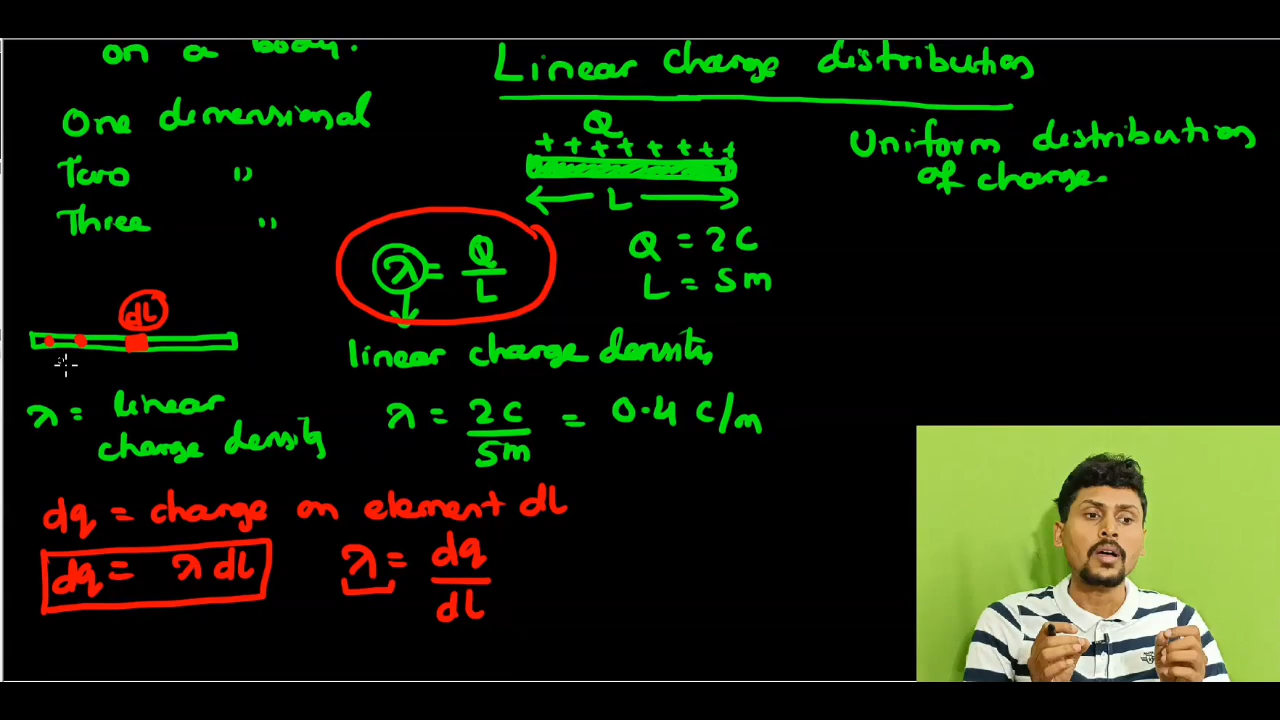 on a body.
Linear charge distribution
One dimensional
Two "
Three "
Q
+ + + + + + + +
L
Uniform distribution
of charge.
λ = Q/L
Q = 2C
L = 5m
linear charge density
dL
λ = linear
charge density
λ = 2C/5m = 0.4 C/m
dq = charge on element dL
dq = λ dL
λ = dq/dL